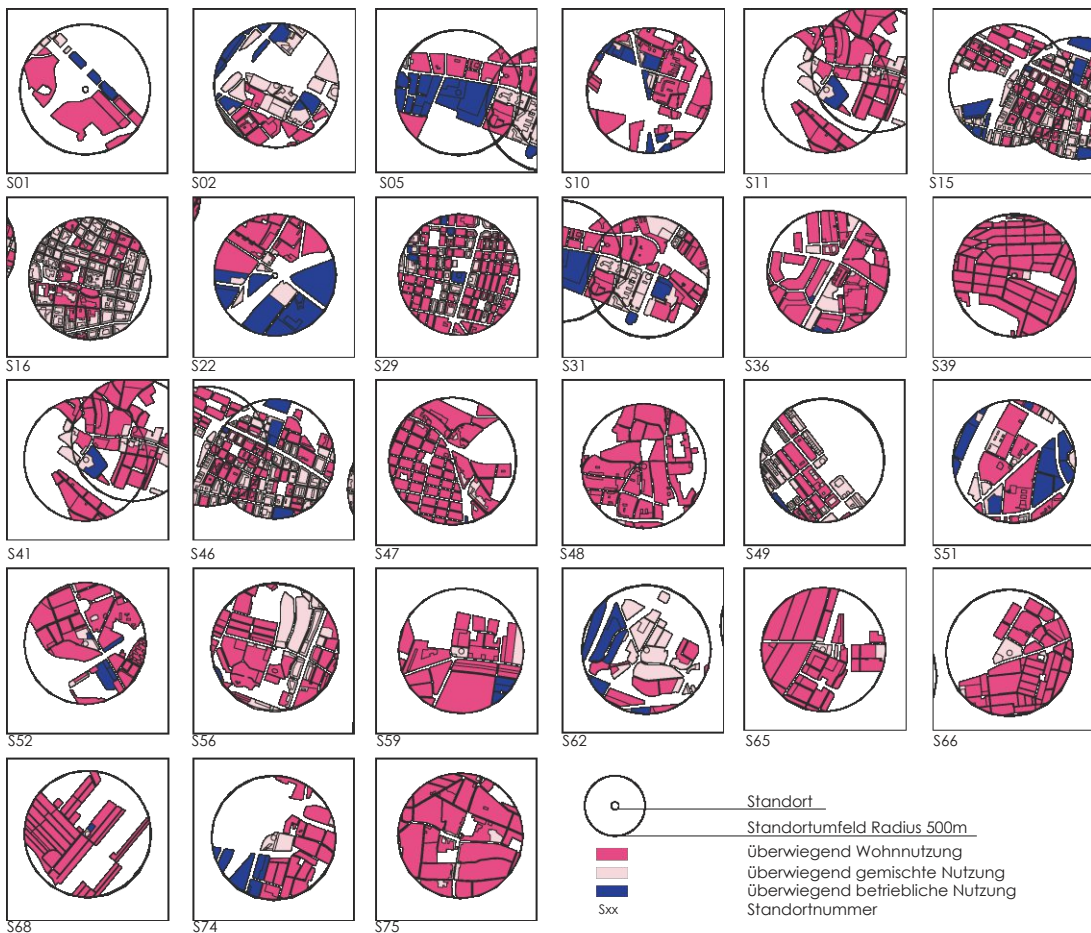 S01
S02
S05
S10
S11
S15
S16
S22
S29
S31
S36
S39
S41
S46
S47
S48
S49
S51
S52
S56
S59
S62
S65
S66
S68
S74
S75
Standort
Standortumfeld Radius 500m
überwiegend Wohnnutzung
überwiegend gemischte Nutzung
überwiegend betriebliche Nutzung
Sxx Standortnummer